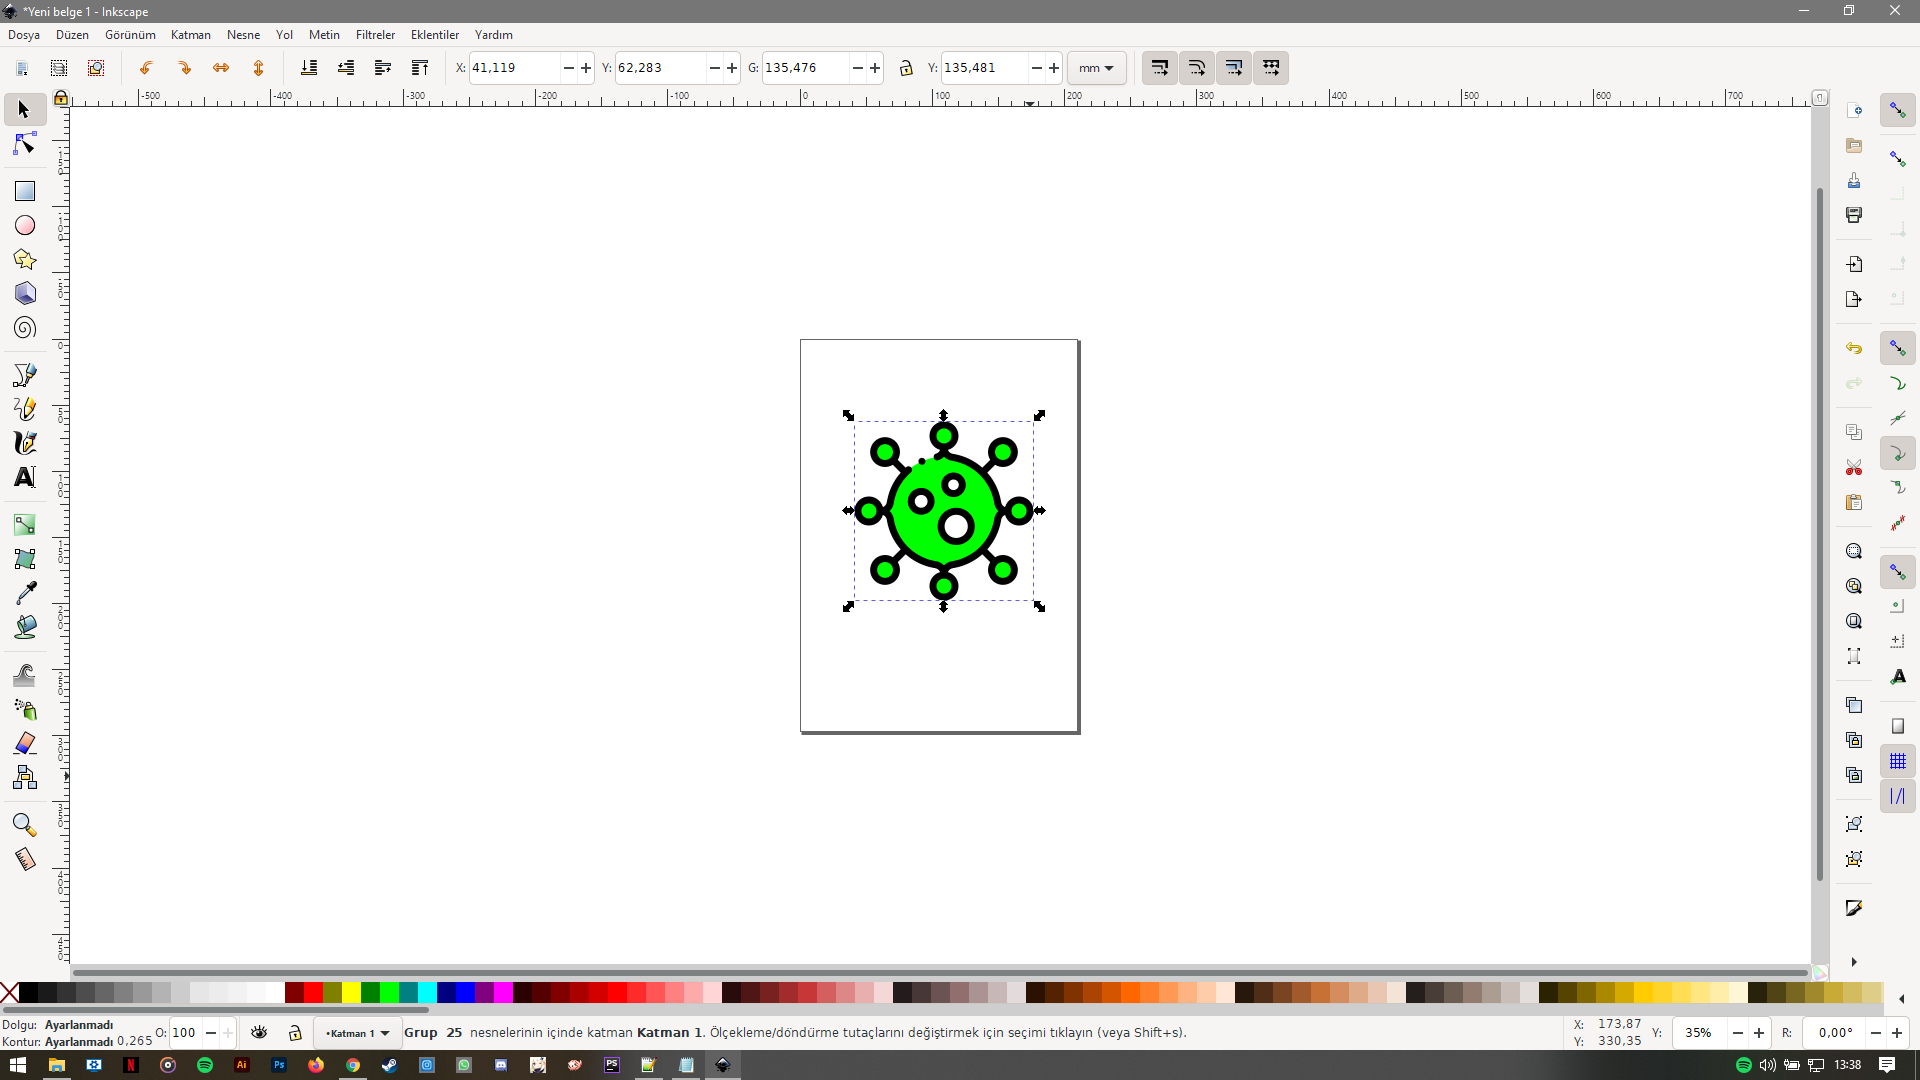 *Yeni belge 1 - Inkscape
Dosya Düzen Görünüm Katman Nesne Yol Metin Filtreler Eklentiler Yardım
X: 41,119 Y: 62,283 G: 135,476 Y: 135,481 mm
-500 -400 -300 -200 -100 0 100 200 300 400 500 600 700
Dolgu: Ayarlanmadı O: 100 •Katman 1 Grup 25 nesnelerinin içinde katman Katman 1. Ölçekleme/döndürme tutaçlarını değiştirmek için seçimi tıklayın (veya Shift+s). X: 173,87 Y: 35% R: 0,00°
Kontur: Ayarlanmadı 0,265 Y: 330,35
Ai Ps PS 13:38